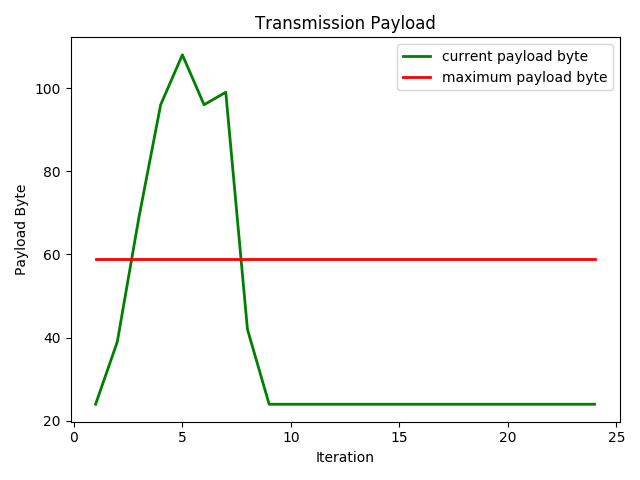 Transmission Payload
current payload byte
maximum payload byte
Payload Byte
100
80
60
40
20
0
5
10
15
20
25
Iteration